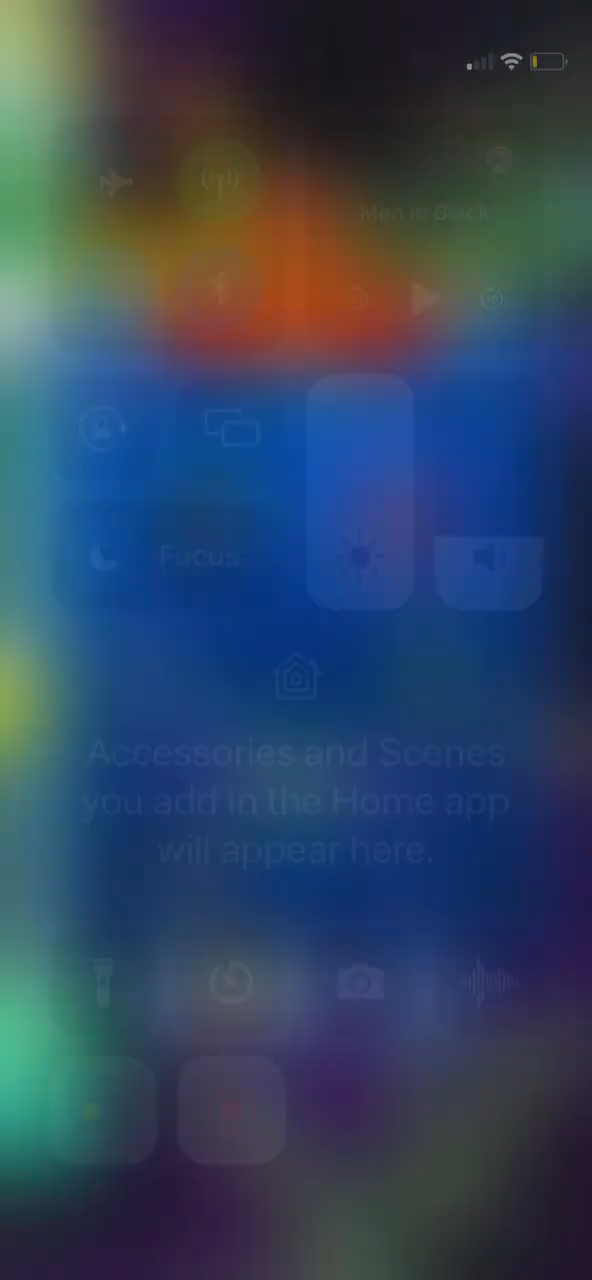 Men in Black
Focus
Accessories and Scenes
you add in the Home app
will appear here.